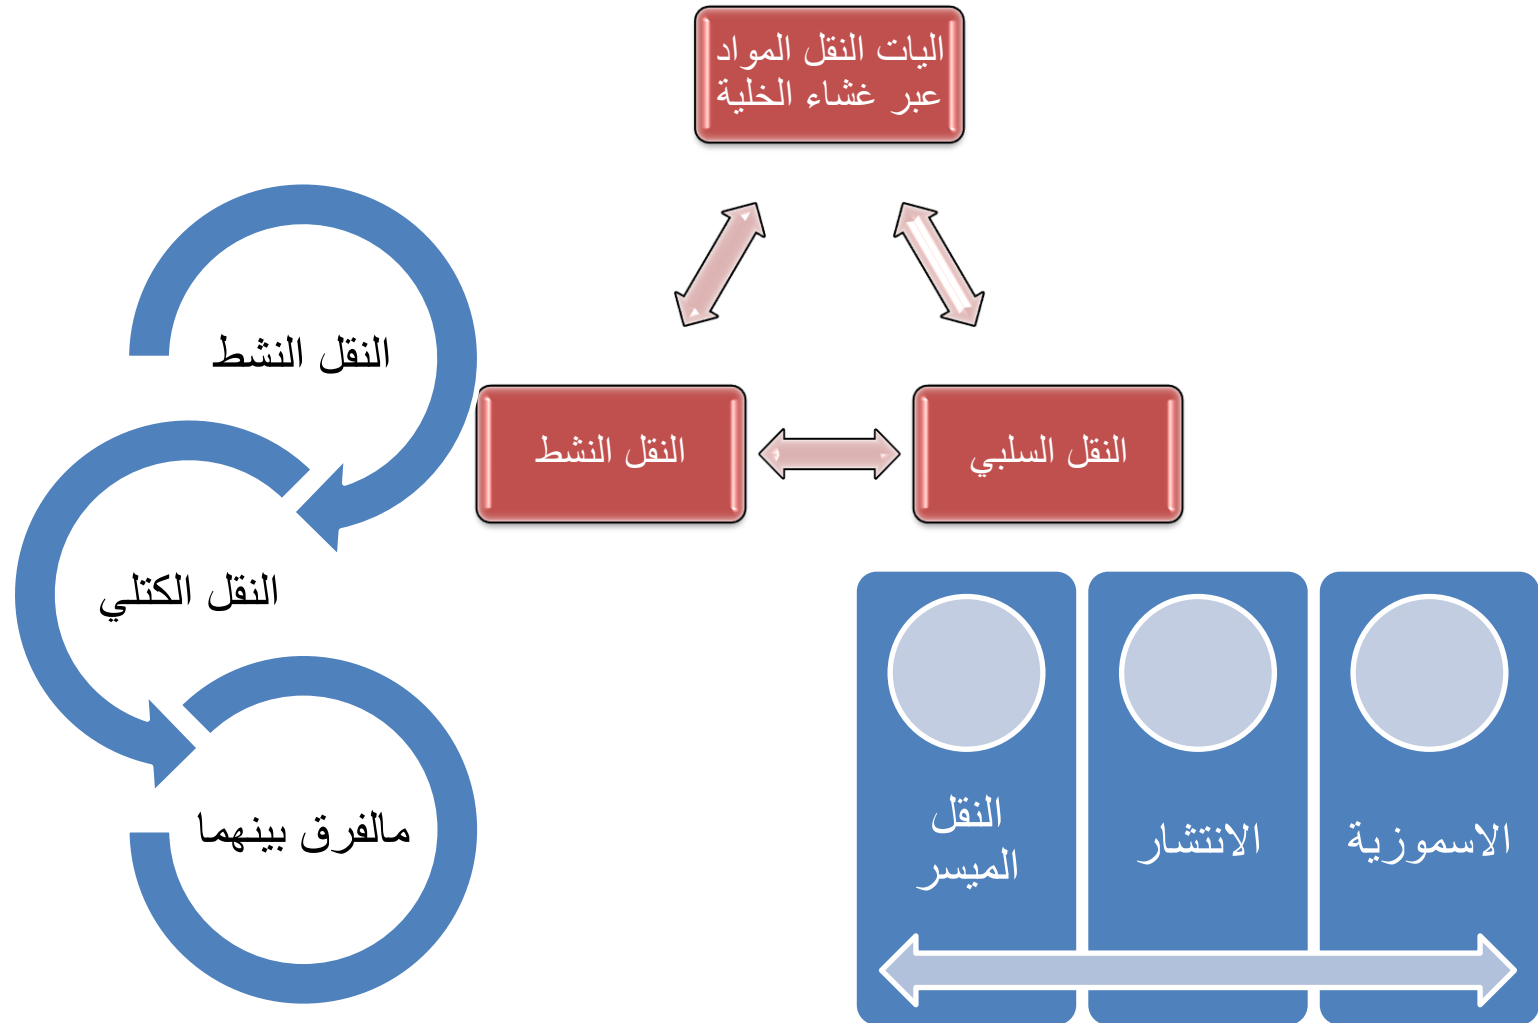 اليات النقل المواد
عبر غشاء الخلية
النقل السلبي
النقل النشط
النقل النشط
النقل الكتلي
مالفرق بينهما
الاسموزية
الانتشار
النقل
الميسر